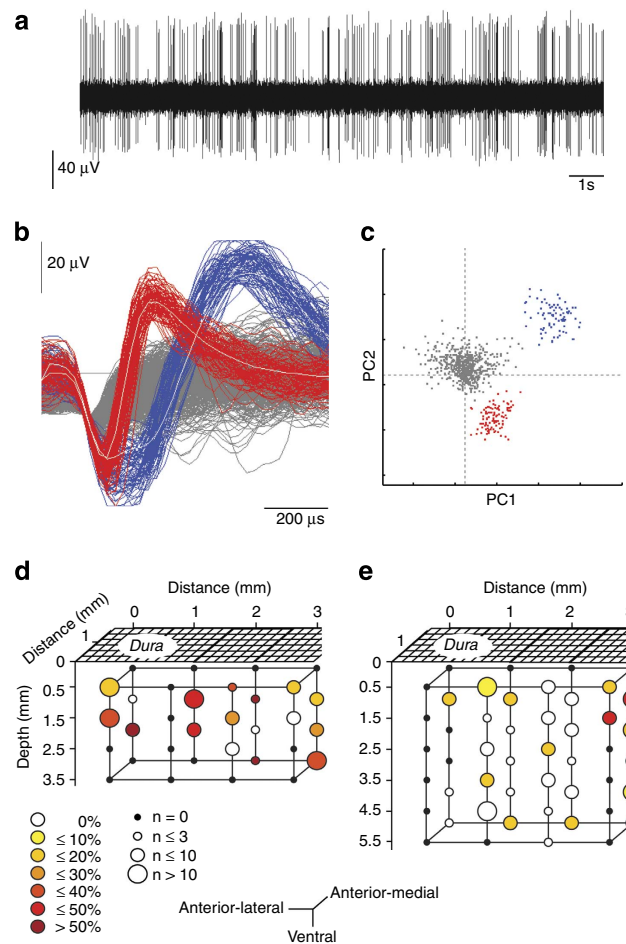 a
40 µV
1s
b
20 µV
200 µs
c
PC2
PC1
d
Distance (mm)
0 1 2 3
Distance (mm)
1
Dura
0
0.5
1.5
2.5
3.5
Depth (mm)
e
Distance (mm)
0 1 2
1
Dura
0
0.5
1.5
2.5
3.5
4.5
5.5
0%
≤ 10%
≤ 20%
≤ 30%
≤ 40%
≤ 50%
> 50%
n = 0
n ≤ 3
n ≤ 10
n > 10
Anterior-medial
Anterior-lateral
Ventral